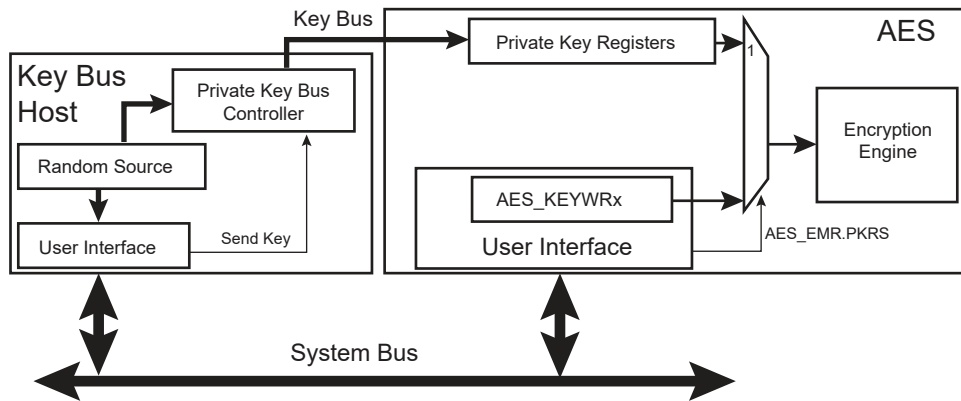 Key Bus
AES
Key Bus
Host
Private Key Bus
Controller
Random Source
User Interface
Send Key
Private Key Registers
1
AES_KEYWRx
User Interface
AES_EMR.PKRS
Encryption
Engine
System Bus